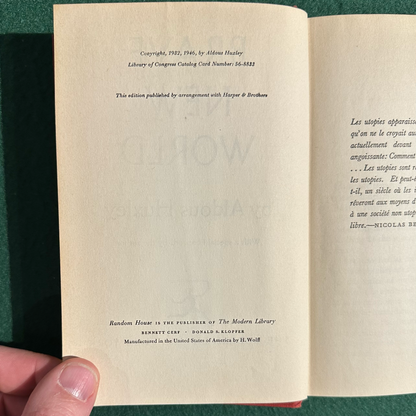 Copyright, 1932, 1946, by Aldous Huxley
Library of Congress Catalog Card Number: 56-8833
This edition published by arrangement with Harper & Brothers
Random House IS THE PUBLISHER OF The Modern Library
BENNETT CERF · DONALD S. KLOPFER
Manufactured in the United States of America by H. Wolff
Les utopies apparaiss
qu'on ne le croyait au
actuellement devant
angoissante: Comment
. . . Les utopies sont r
les utopies. Et peut-ê
t-il, un siècle où les i
rêveront aux moyens d
à une société non utop
libre.—NICOLAS BE